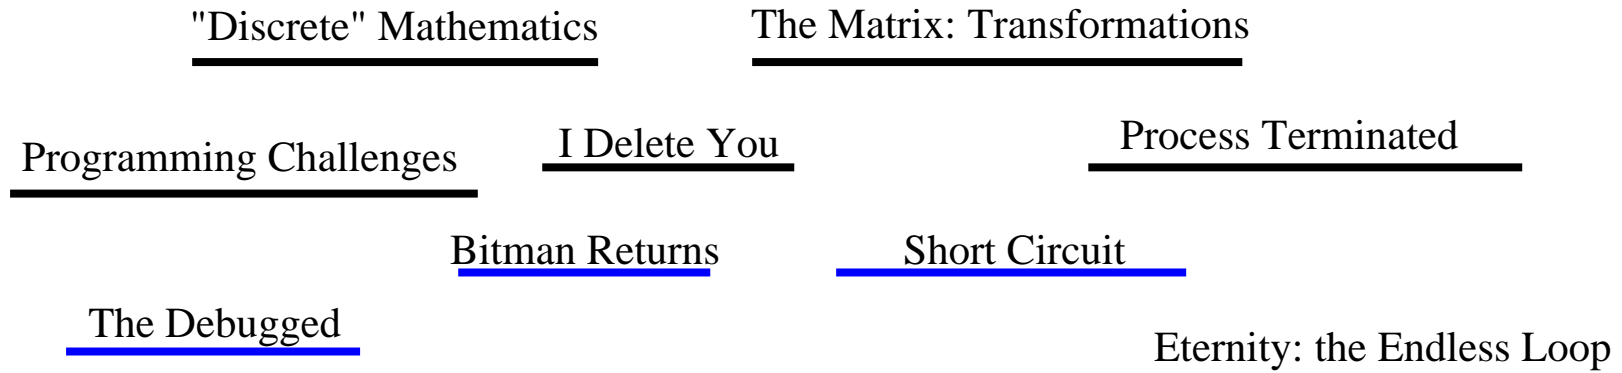 "Discrete" Mathematics
The Matrix: Transformations
Programming Challenges
I Delete You
Process Terminated
Bitman Returns
Short Circuit
The Debugged
Eternity: the Endless Loop